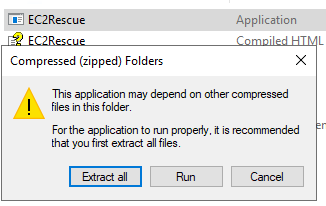 EC2Rescue Application
EC2Rescue Compiled HTML
Compressed (zipped) Folders
This application may depend on other compressed
files in this folder.
For the application to run properly, it is recommended
that you first extract all files.
Extract all Run Cancel